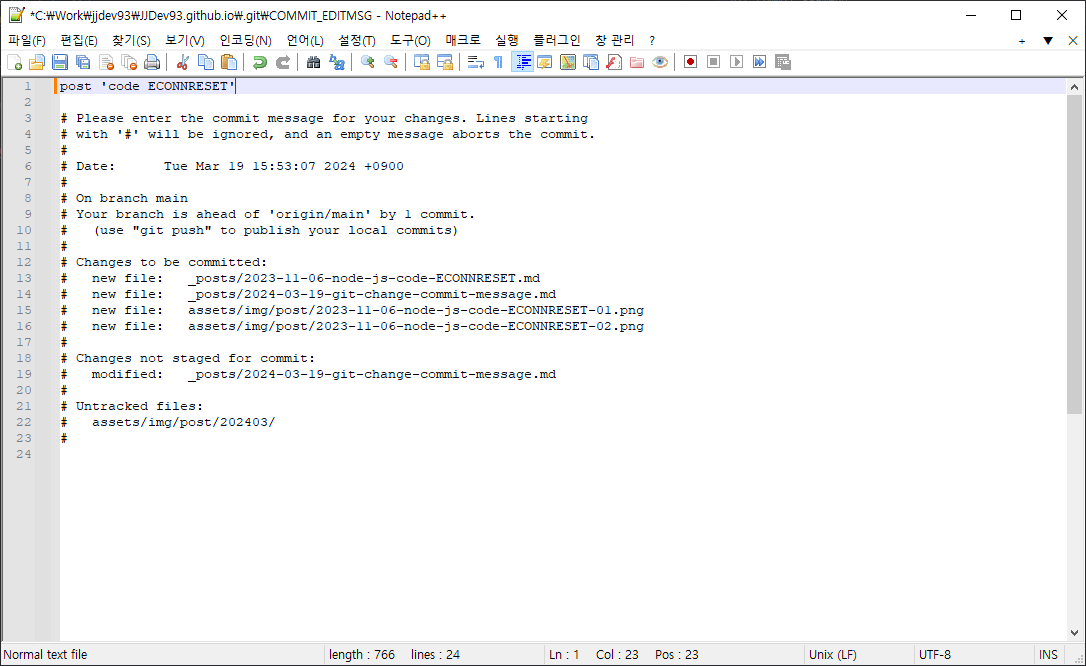 *C:₩Work₩jjdev93₩JJDev93.github.io₩.git₩COMMIT_EDITMSG - Notepad++
파일(F) 편집(E) 찾기(S) 보기(V) 인코딩(N) 언어(L) 설정(T) 도구(O) 매크로 실행 플러그인 창 관리 ? + ▼ X
1 post 'code ECONNRESET'
2
3 # Please enter the commit message for your changes. Lines starting
4 # with '#' will be ignored, and an empty message aborts the commit.
5 #
6 # Date:      Tue Mar 19 15:53:07 2024 +0900
7 #
8 # On branch main
9 # Your branch is ahead of 'origin/main' by 1 commit.
10 #   (use "git push" to publish your local commits)
11 #
12 # Changes to be committed:
13 #   new file:   _posts/2023-11-06-node-js-code-ECONNRESET.md
14 #   new file:   _posts/2024-03-19-git-change-commit-message.md
15 #   new file:   assets/img/post/2023-11-06-node-js-code-ECONNRESET-01.png
16 #   new file:   assets/img/post/2023-11-06-node-js-code-ECONNRESET-02.png
17 #
18 # Changes not staged for commit:
19 #   modified:   _posts/2024-03-19-git-change-commit-message.md
20 #
21 # Untracked files:
22 #   assets/img/post/202403/
23 #
24
Normal text file length : 766 lines : 24 Ln : 1 Col : 23 Pos : 23 Unix (LF) UTF-8 INS